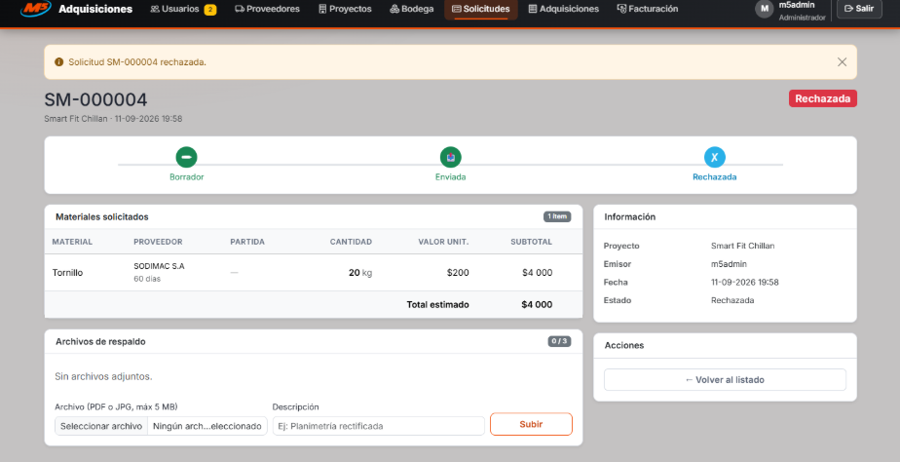 M5 Adquisiciones Usuarios 2 Proveedores Proyectos Bodega Solicitudes Adquisiciones Facturación M m5admin Administrador Salir
Solicitud SM-000004 rechazada.
SM-000004 Rechazada
Smart Fit Chillan · 11-09-2026 19:58
Borrador Enviada X Rechazada
Materiales solicitados 1 ítem
MATERIAL PROVEEDOR PARTIDA CANTIDAD VALOR UNIT. SUBTOTAL
Tornillo SODIMAC S.A 60 días — 20 kg $200 $4 000
Total estimado $4 000
Información
Proyecto Smart Fit Chillan
Emisor m5admin
Fecha 11-09-2026 19:58
Estado Rechazada
Archivos de respaldo 0 / 3
Sin archivos adjuntos.
Archivo (PDF o JPG, máx 5 MB) Descripción
Seleccionar archivo Ningún arch...eleccionado Ej: Planimetría rectificada Subir
Acciones
← Volver al listado